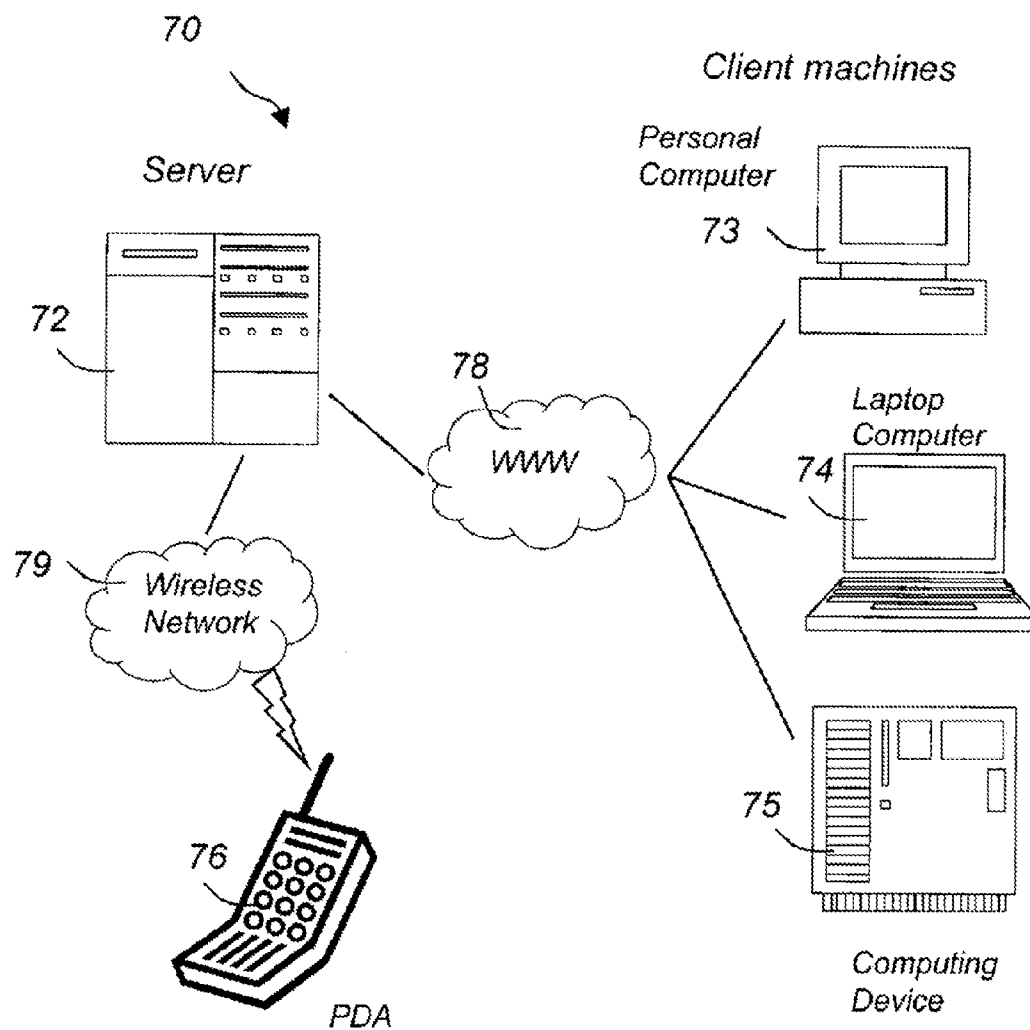 70
Client machines
Server
Personal
Computer
73
72
78
WWW
Laptop
Computer
74
79
Wireless
Network
75
76
Computing
Device
PDA